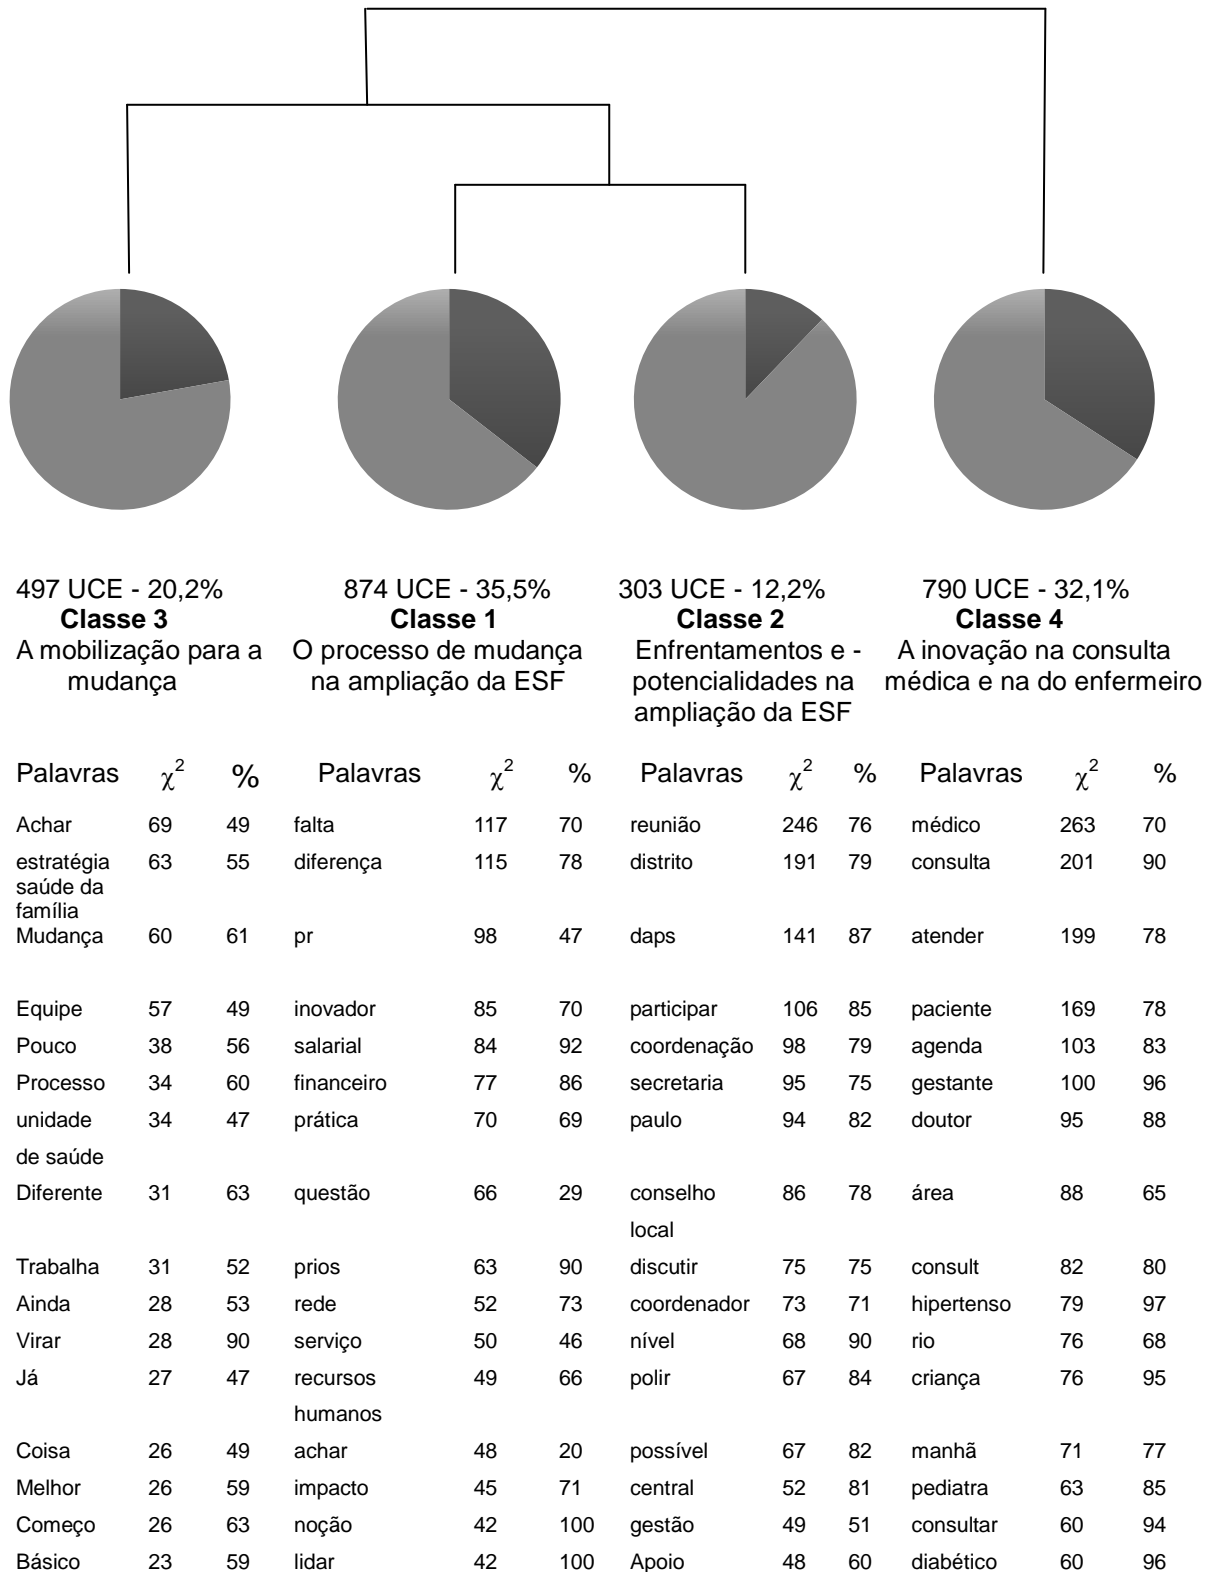 497 UCE - 20,2% 874 UCE - 35,5% 303 UCE - 12,2% 790 UCE - 32,1%
Classe 3 Classe 1 Classe 2 Classe 4
A mobilização para a O processo de mudança Enfrentamentos e - A inovação na consulta
mudança na ampliação da ESF potencialidades na médica e na do enfermeiro
ampliação da ESF
Palavras χ² % Palavras χ² % Palavras χ² % Palavras χ² %
Achar 69 49 falta 117 70 reunião 246 76 médico 263 70
estratégia 63 55 diferença 115 78 distrito 191 79 consulta 201 90
saúde da
família
Mudança 60 61 pr 98 47 daps 141 87 atender 199 78
Equipe 57 49 inovador 85 70 participar 106 85 paciente 169 78
Pouco 38 56 salarial 84 92 coordenação 98 79 agenda 103 83
Processo 34 60 financeiro 77 86 secretaria 95 75 gestante 100 96
unidade 34 47 prática 70 69 paulo 94 82 doutor 95 88
de saúde
Diferente 31 63 questão 66 29 conselho 86 78 área 88 65
local
Trabalha 31 52 prios 63 90 discutir 75 75 consult 82 80
Ainda 28 53 rede 52 73 coordenador 73 71 hipertenso 79 97
Virar 28 90 serviço 50 46 nível 68 90 rio 76 68
Já 27 47 recursos 49 66 polir 67 84 criança 76 95
humanos
Coisa 26 49 achar 48 20 possível 67 82 manhã 71 77
Melhor 26 59 impacto 45 71 central 52 81 pediatra 63 85
Começo 26 63 noção 42 100 gestão 49 51 consultar 60 94
Básico 23 59 lidar 42 100 Apoio 48 60 diabético 60 96